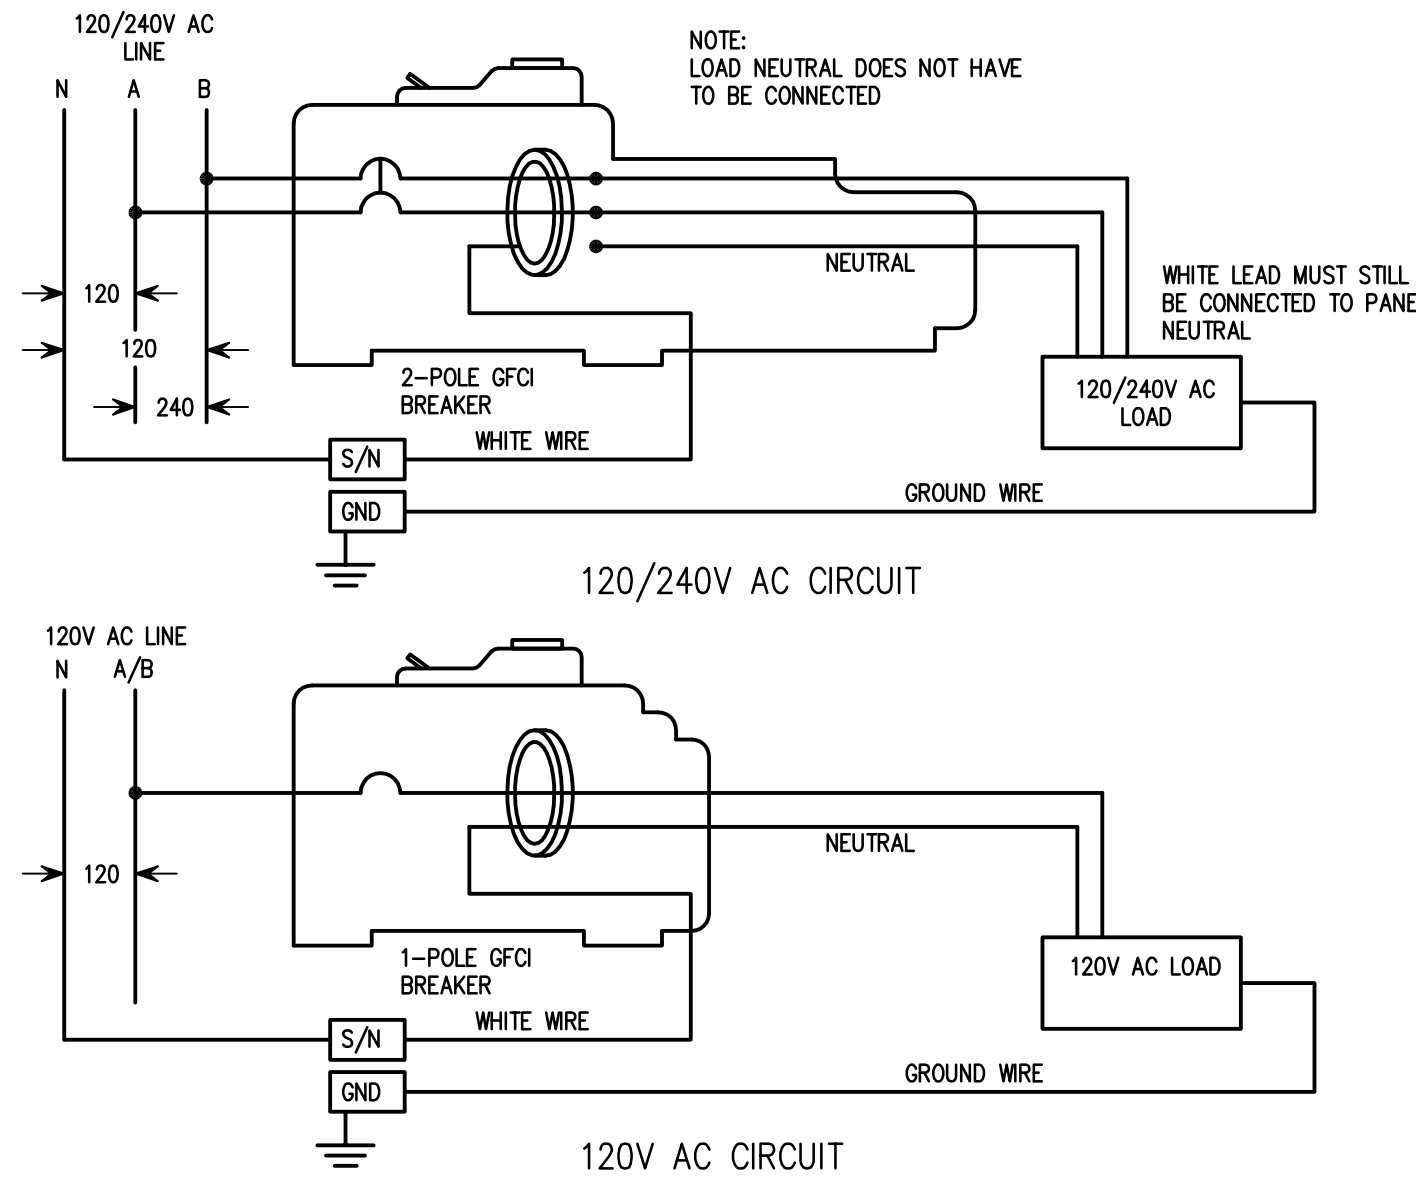 120/240V AC
LINE
N A B
NOTE:
LOAD NEUTRAL DOES NOT HAVE
TO BE CONNECTED
NEUTRAL
WHITE LEAD MUST STILL
BE CONNECTED TO PANE
NEUTRAL
120
120
240
2-POLE GFCI
BREAKER
120/240V AC
LOAD
WHITE WIRE
S/N
GROUND WIRE
GND
120/240V AC CIRCUIT
120V AC LINE
N A/B
NEUTRAL
120
1-POLE GFCI
BREAKER
120V AC LOAD
WHITE WIRE
S/N
GROUND WIRE
GND
120V AC CIRCUIT